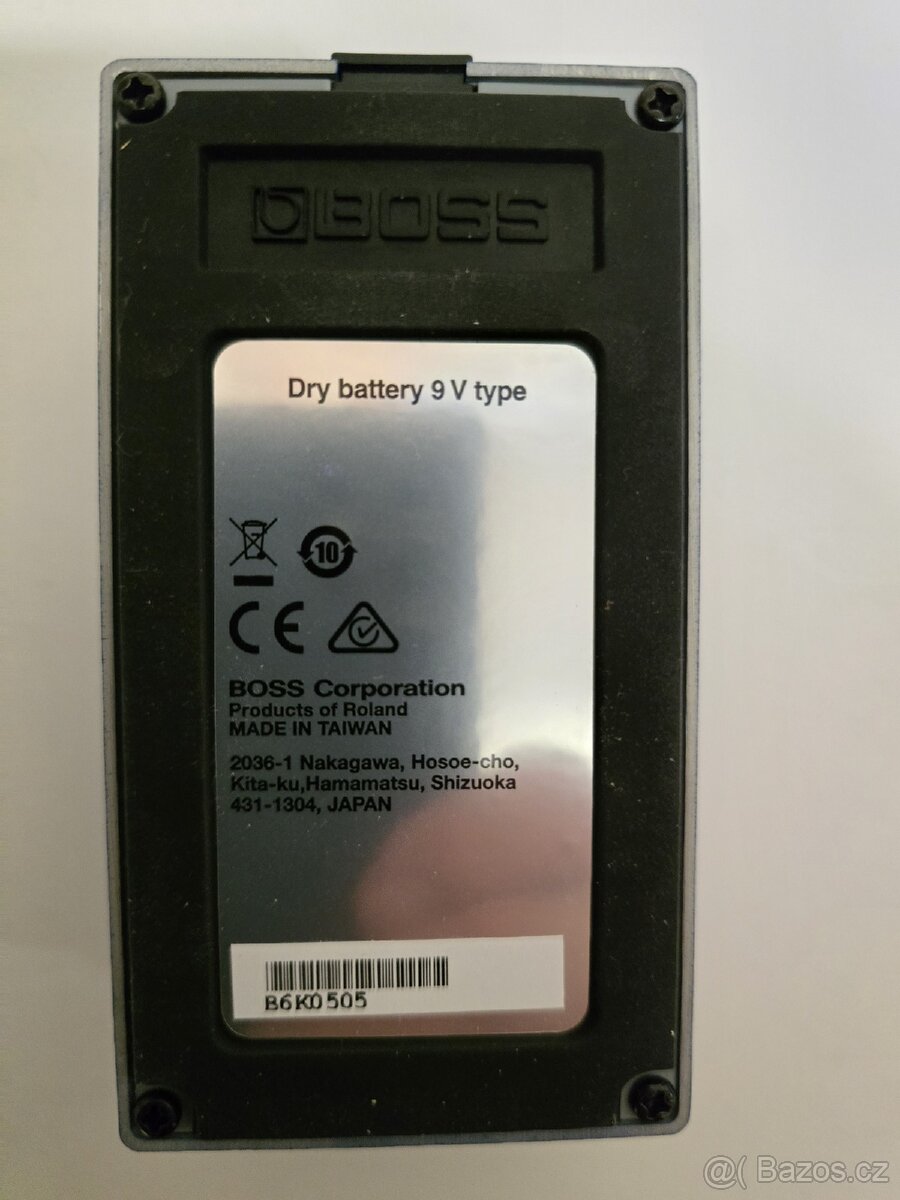 BOSS
Dry battery 9 V type
10
CE
BOSS Corporation
Products of Roland
MADE IN TAIWAN
2036-1 Nakagawa, Hosoe-cho,
Kita-ku,Hamamatsu, Shizuoka
431-1304, JAPAN
B6K0505
@( Bazos.cz